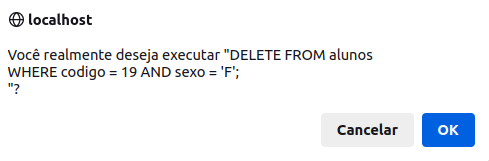 localhost
Você realmente deseja executar "DELETE FROM alunos
WHERE codigo = 19 AND sexo = 'F';
"?
Cancelar
OK